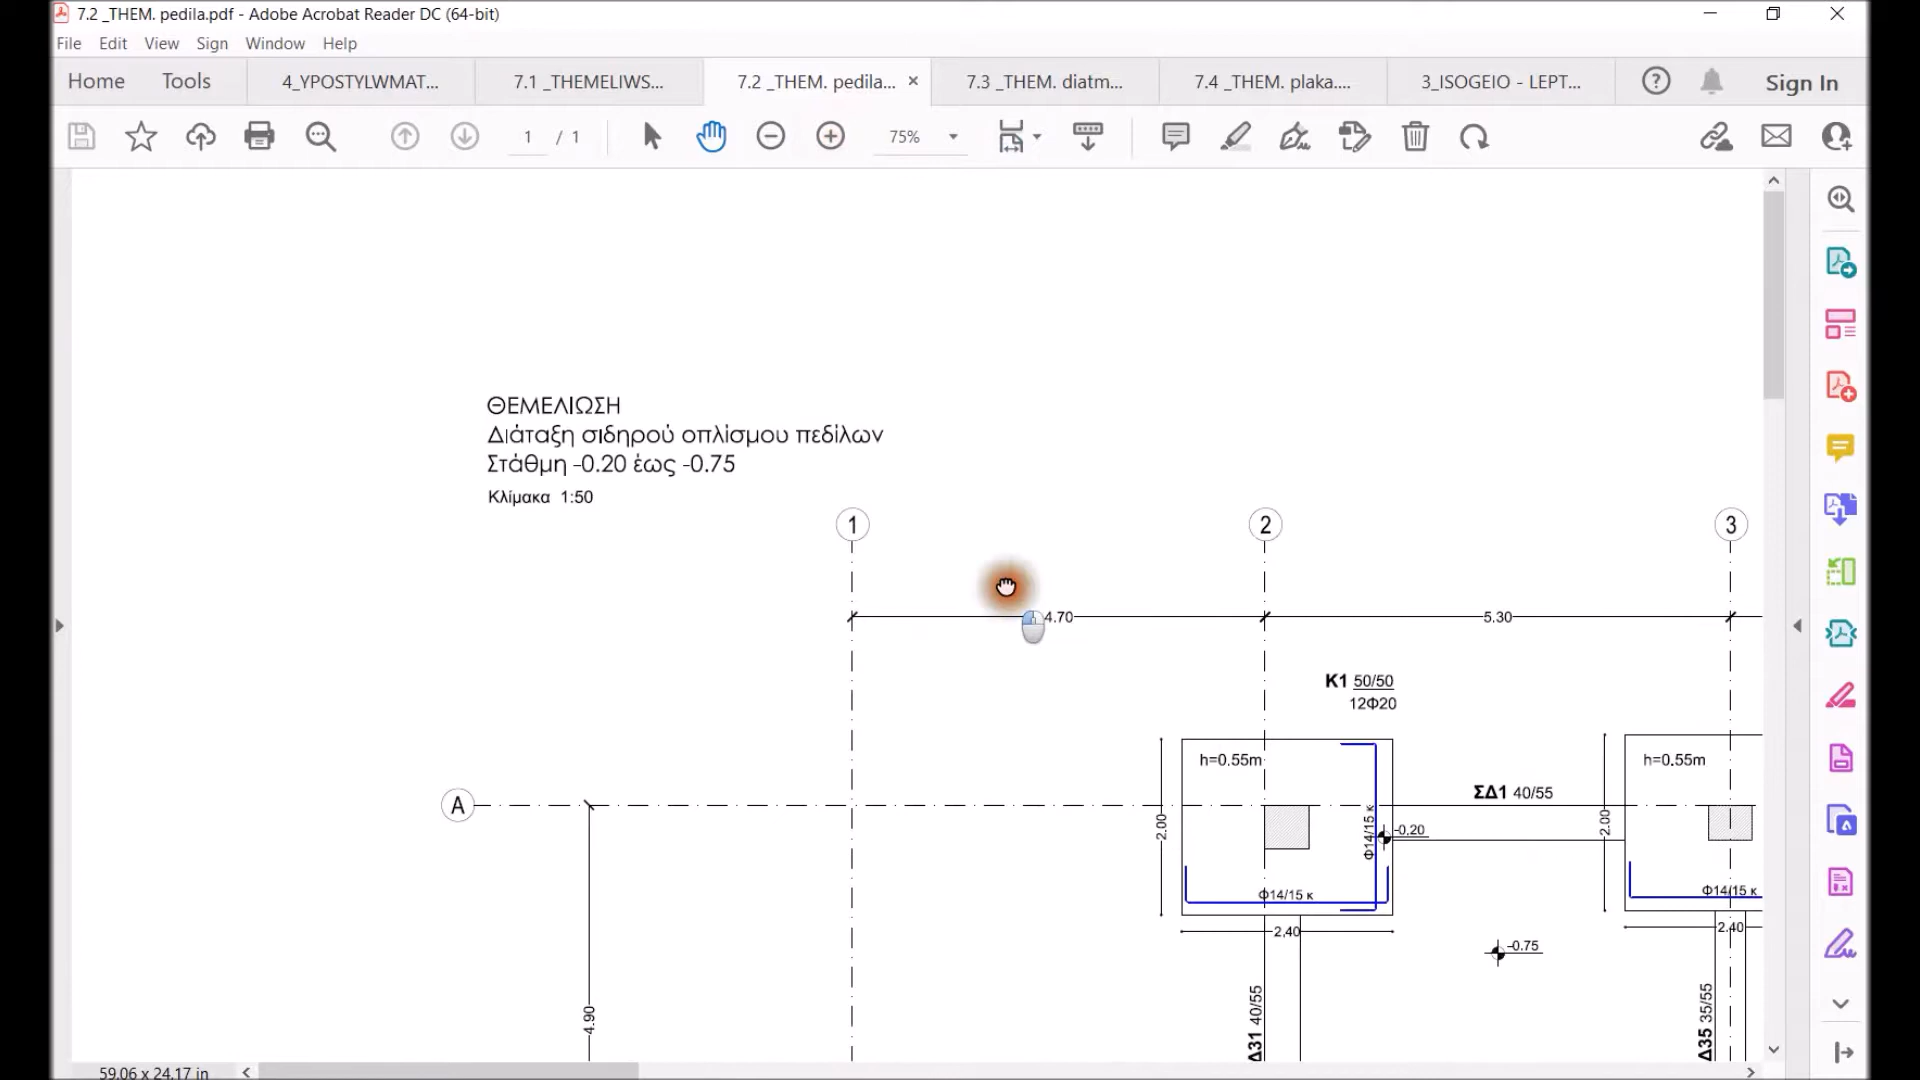 7.2 _THEM. pedila.pdf - Adobe Acrobat Reader DC (64-bit)
File Edit View Sign Window Help
Home Tools 4_YPOSTYLWMAT... 7.1 _THEMELIWS... 7.2 _THEM. pedila... × 7.3 _THEM. diatm... 7.4 _THEM. plaka.... 3_ISOGEIO - LEPT... Sign In
1 / 1 75%
ΘΕΜΕΛΙΩΣΗ
Διάταξη σιδηρού οπλίσμου πεδίλων
Στάθμη -0.20 έως -0.75
Κλίμακα 1:50
1 2 3
4.70 5.30
K1 50/50
12Φ20
h=0.55m h=0.55m
ΣΔ1 40/55
A
2.00 Φ14/15 κ -0.20 2.00
Φ14/15 κ Φ14/15 κ
2.40 2.40
-0.75
4.90 Δ31 40/55 Δ35 35/55
59.06 x 24.17 in